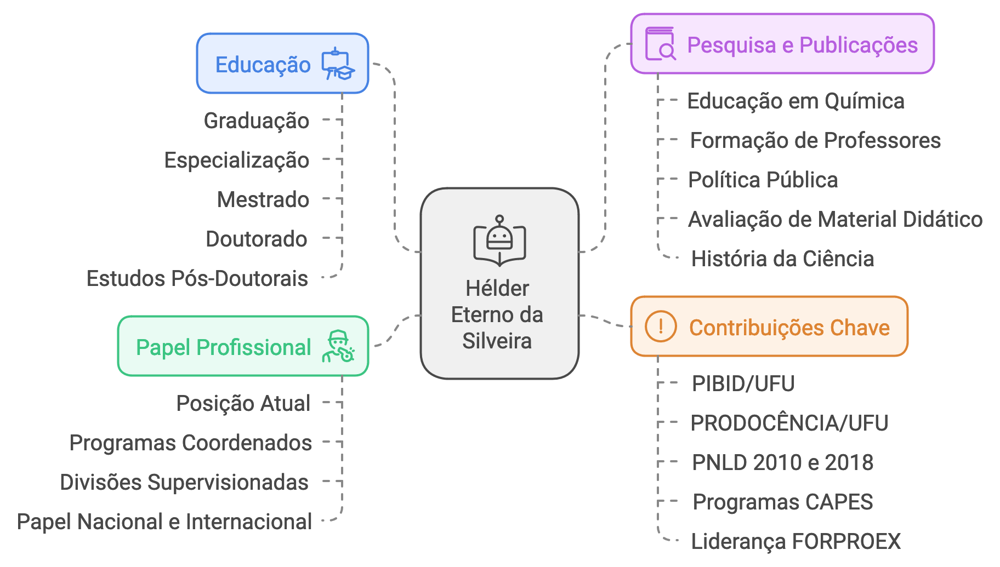 Educação
Graduação
Especialização
Mestrado
Doutorado
Estudos Pós-Doutorais
Papel Profissional
Posição Atual
Programas Coordenados
Divisões Supervisionadas
Papel Nacional e Internacional
Hélder
Eterno da
Silveira
Pesquisa e Publicações
Educação em Química
Formação de Professores
Política Pública
Avaliação de Material Didático
História da Ciência
Contribuições Chave
PIBID/UFU
PRODOCÊNCIA/UFU
PNLD 2010 e 2018
Programas CAPES
Liderança FORPROEX